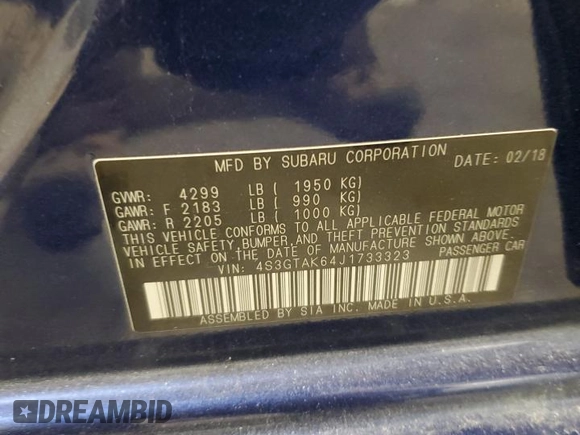 MFD BY SUBARU CORPORATION DATE: 02/18
GVWR: 4299 LB ( 1950 KG)
GAWR: F 2183 LB ( 990 KG)
GAWR: R 2205 LB ( 1000 KG)
THIS VEHICLE CONFORMS TO ALL APPLICABLE FEDERAL MOTOR
VEHICLE SAFETY, BUMPER, AND THEFT PREVENTION STANDARDS
IN EFFECT ON THE DATE OF MANUFACTURE SHOWN ABOVE.
VIN: 4S3GTAK64J1733323 PASSENGER CAR
ASSEMBLED BY SIA INC. MADE IN U.S.A.
DREAMBID